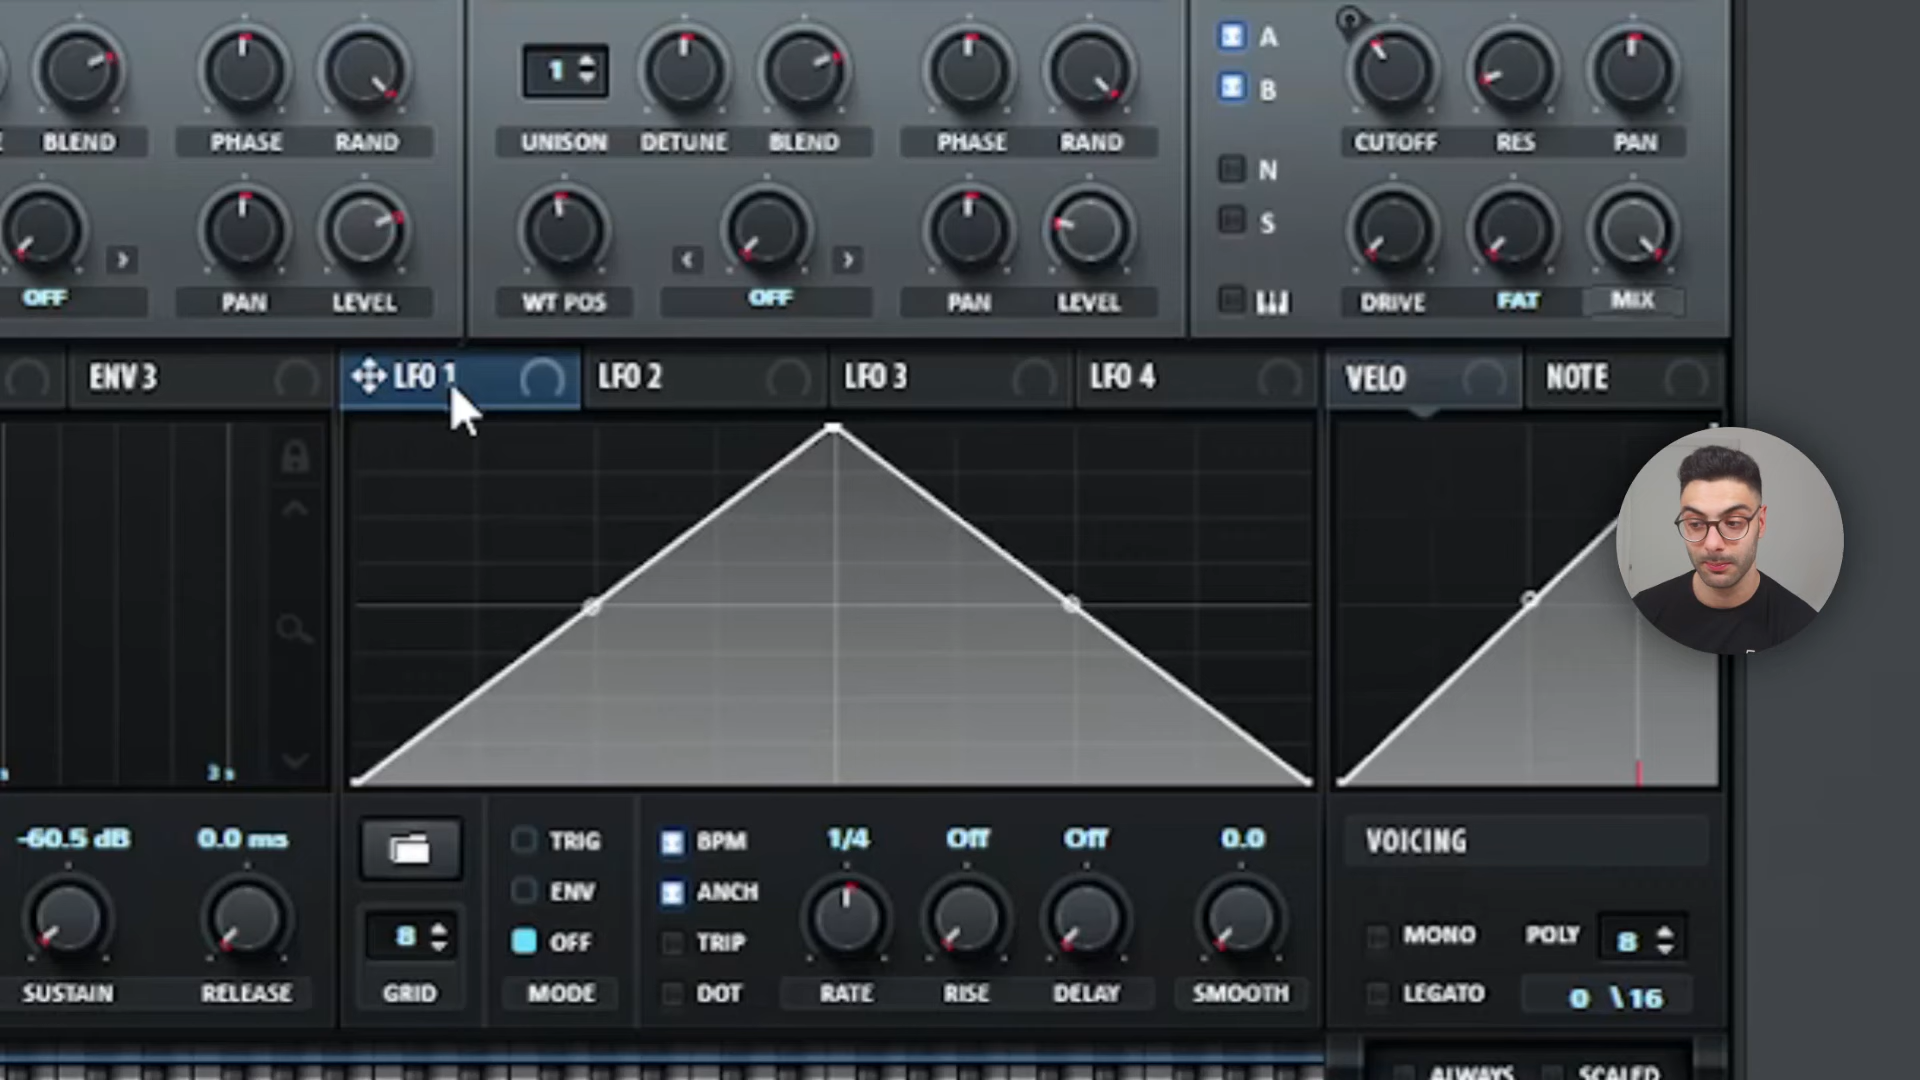 A
1
B
BLEND PHASE RAND UNISON DETUNE BLEND PHASE RAND CUTOFF RES PAN
N
S
OFF PAN LEVEL WT POS OFF PAN LEVEL DRIVE FAT MIX
ENV 3 LFO 1 LFO 2 LFO 3 LFO 4 VELO NOTE
3 s
-60.5 dB 0.0 ms TRIG BPM 1/4 Off Off 0.0 VOICING
ENV ANCH
8 OFF TRIP MONO POLY 8
SUSTAIN RELEASE GRID MODE DOT RATE RISE DELAY SMOOTH LEGATO 0 \ 16
ALWAYS SCALED